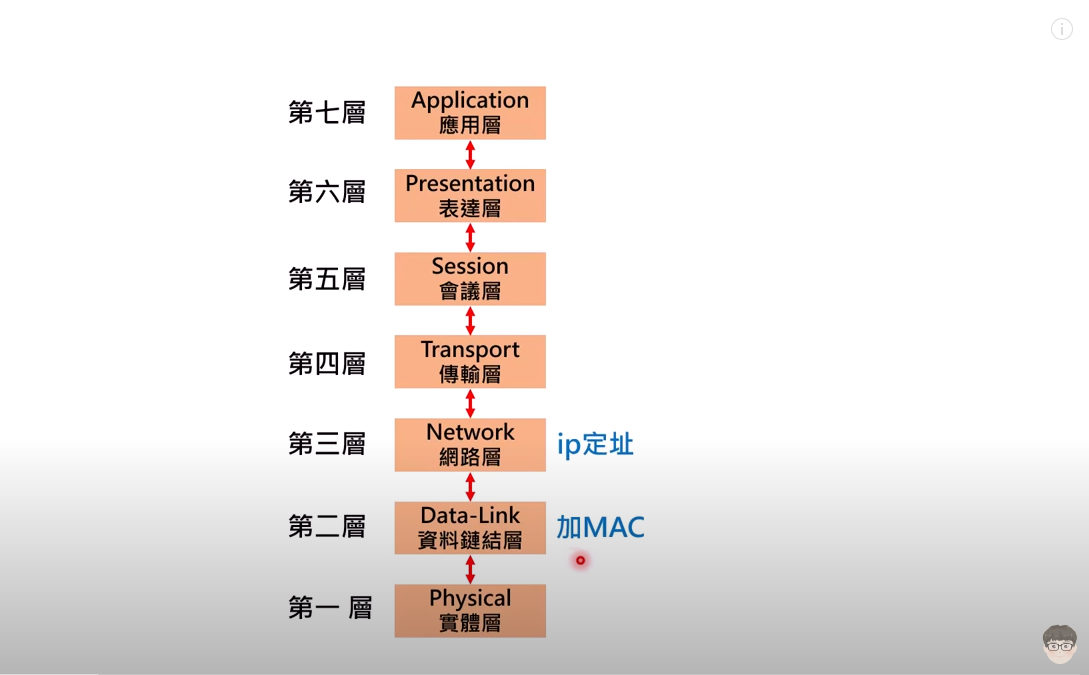 第七層
Application
應用層
第六層
Presentation
表達層
第五層
Session
會議層
第四層
Transport
傳輸層
第三層
Network
網路層
ip定址
第二層
Data-Link
資料鏈結層
加MAC
第一 層
Physical
實體層